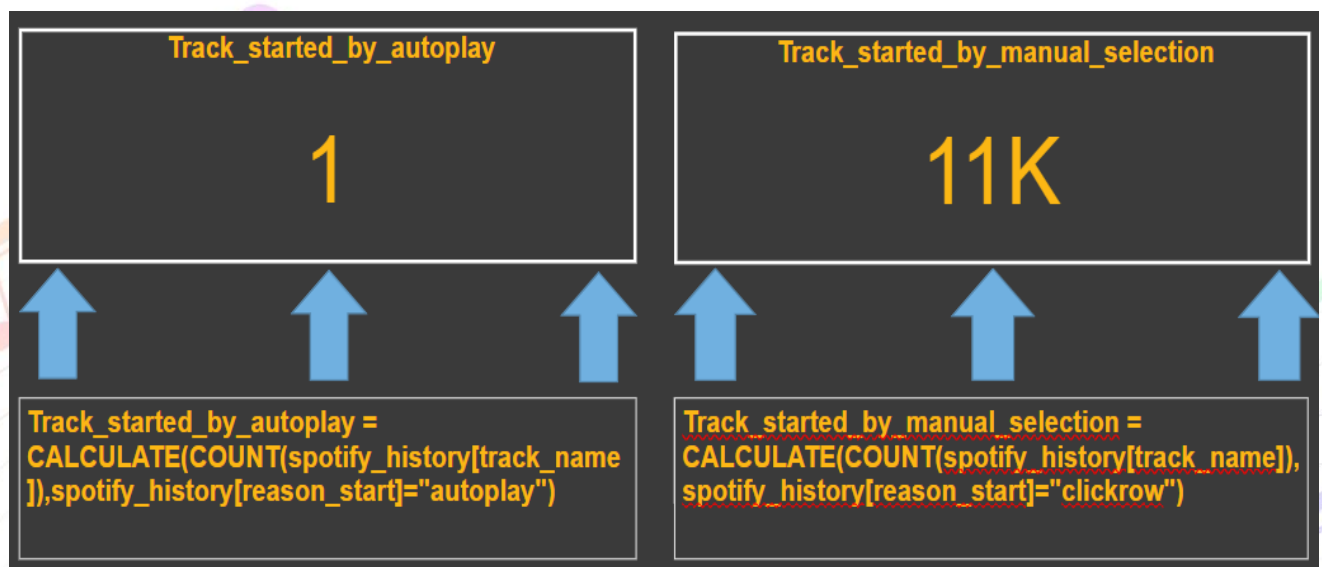 Track_started_by_autoplay
1
Track_started_by_manual_selection
11K
Track_started_by_autoplay =
CALCULATE(COUNT(spotify_history[track_name
]),spotify_history[reason_start]="autoplay")
Track_started_by_manual_selection =
CALCULATE(COUNT(spotify_history[track_name]),
spotify_history[reason_start]="clickrow")